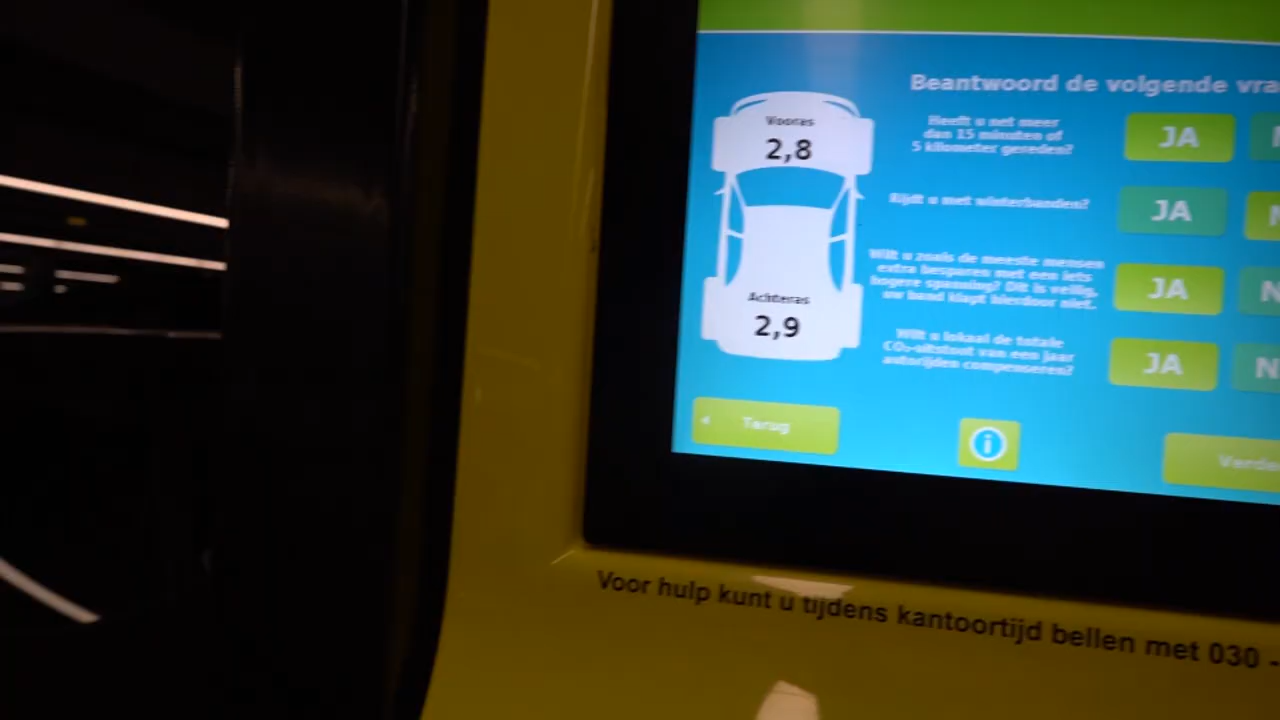 Beantwoord de volgende
Vooras
2,8
Heeft u net meer
dan 15 minuten of
5 kilometer gereden?
JA
Rijdt u met winterbanden?
JA
Wilt u zoals de meeste mensen
extra besparen met een iets
hogere spanning? Dit is veilig,
uw band klapt hierdoor niet.
JA
Achteras
2,9
Wilt u lokaal de totale
CO₂-uitstoot van een jaar
autorijden compenseren?
JA
Terug
Voor hulp kunt u tijdens kantoortijd bellen met 030 -